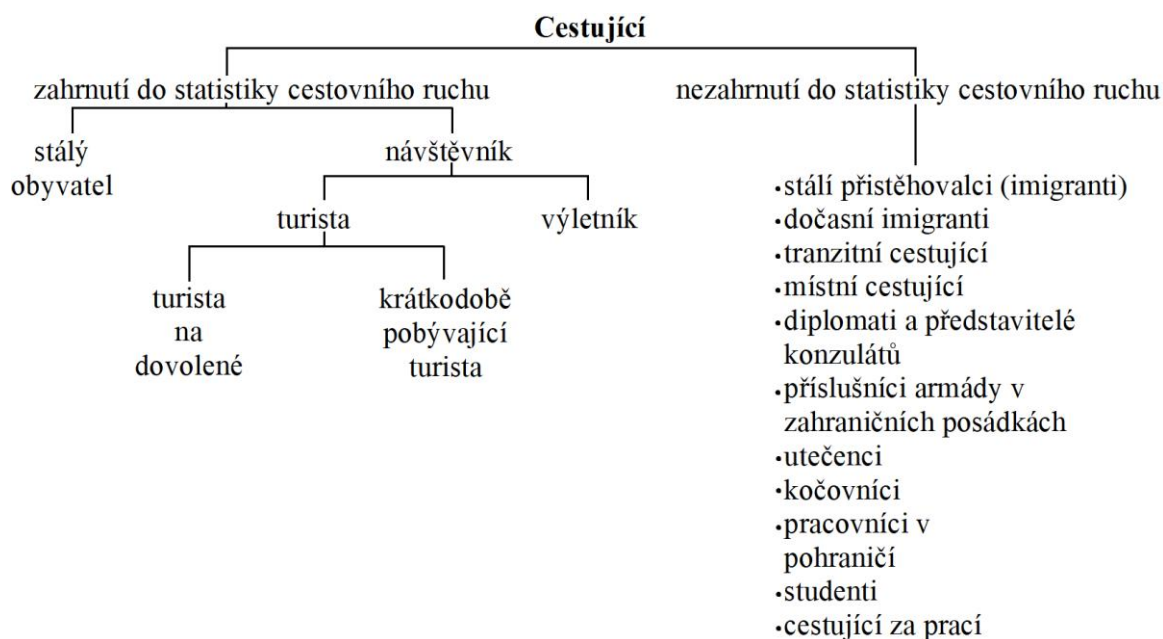 Cestující
zahrnutí do statistiky cestovního ruchu
nezahrnutí do statistiky cestovního ruchu
stálý
obyvatel
návštěvník
turista
výletník
turista
na
dovolené
krátkodobě
pobývající
turista
•stálí přistěhovalci (imigranti)
•dočasní imigranti
•tranzitní cestující
•místní cestující
•diplomati a představitelé
konzulátů
•příslušníci armády v
zahraničních posádkách
•utečenci
•kočovníci
•pracovníci v
pohraničí
•studenti
•cestující za prací